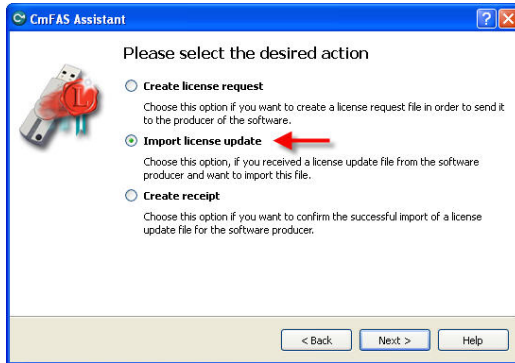 CmFAS Assistant
Please select the desired action
Create license request
Choose this option if you want to create a license request file in order to send it
to the producer of the software.
Import license update
Choose this option, if you received a license update file from the software
producer and want to import this file.
Create receipt
Choose this option if you want to confirm the successful import of a license
update file for the software producer.
< Back Next > Help